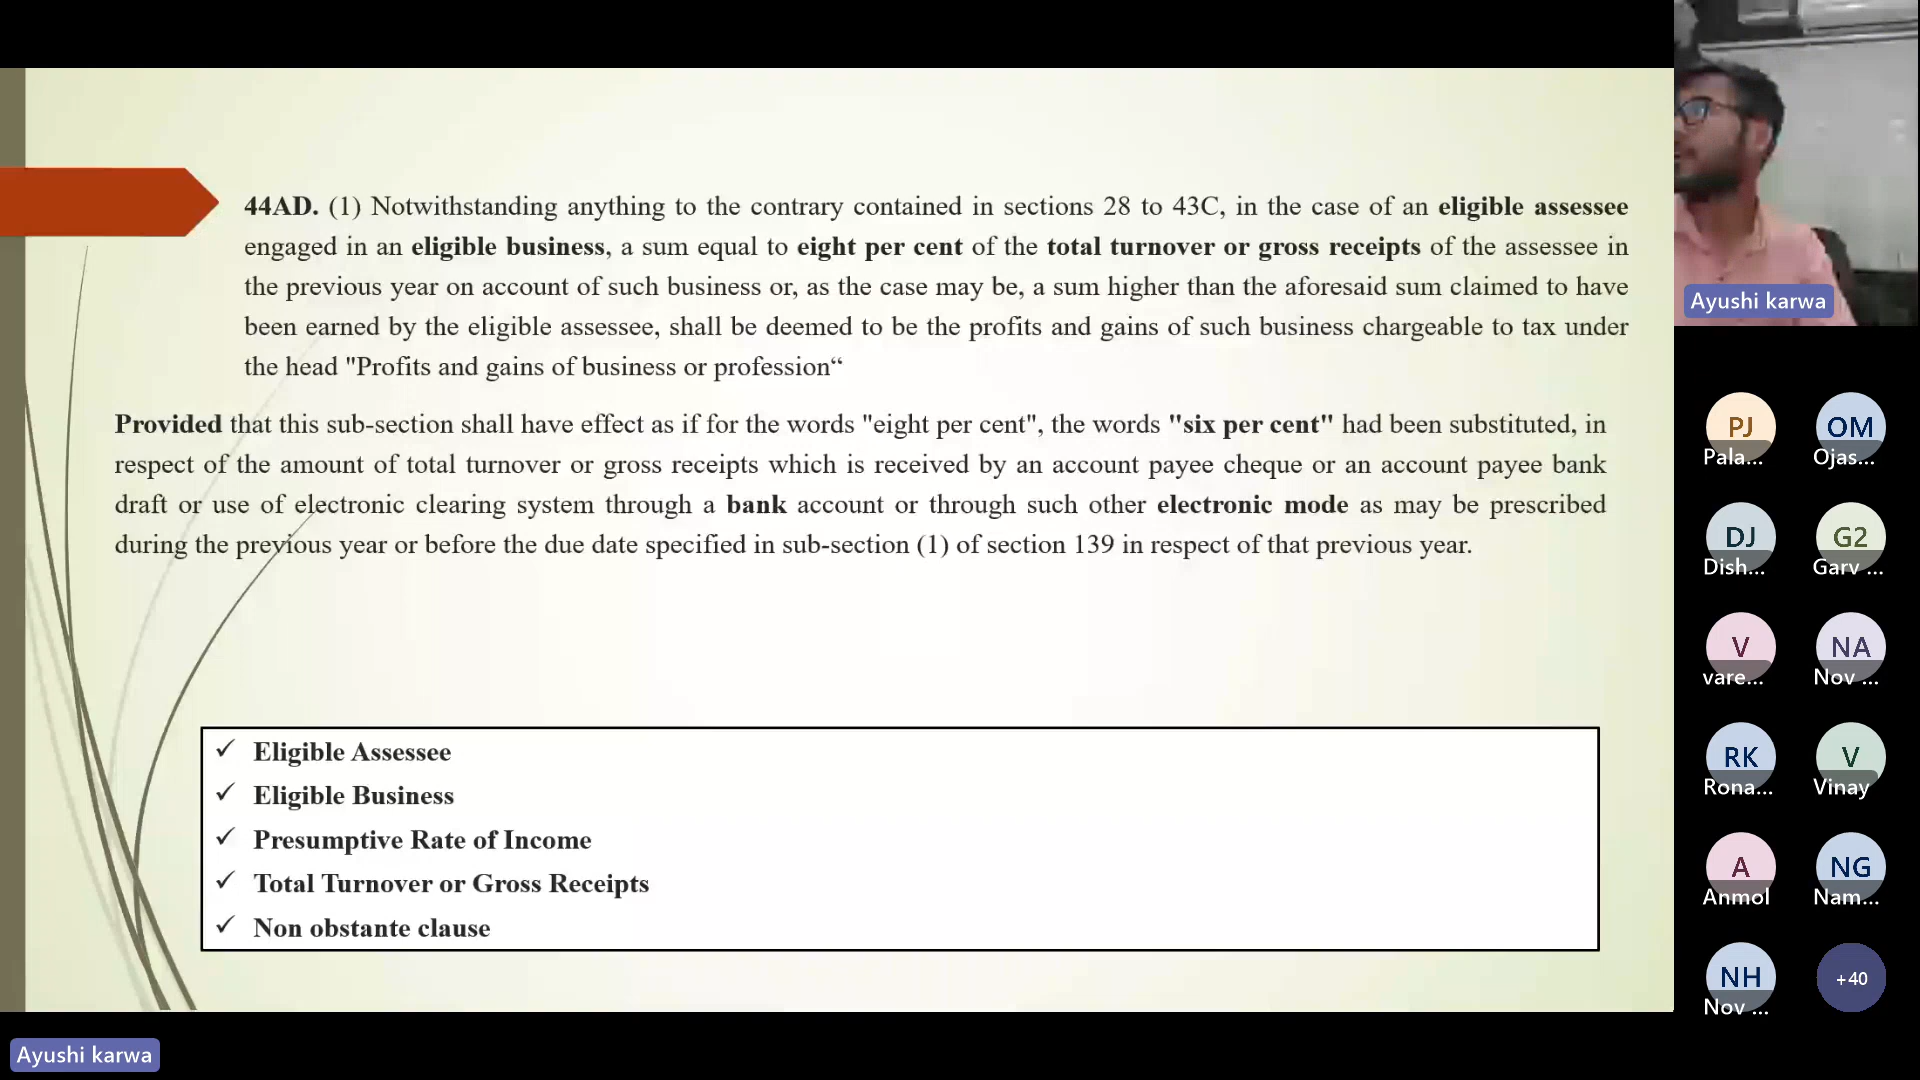 44AD. (1) Notwithstanding anything to the contrary contained in sections 28 to 43C, in the case of an eligible assessee
engaged in an eligible business, a sum equal to eight per cent of the total turnover or gross receipts of the assessee in
the previous year on account of such business or, as the case may be, a sum higher than the aforesaid sum claimed to have
been earned by the eligible assessee, shall be deemed to be the profits and gains of such business chargeable to tax under
the head "Profits and gains of business or profession“
Provided that this sub-section shall have effect as if for the words "eight per cent", the words "six per cent" had been substituted, in
respect of the amount of total turnover or gross receipts which is received by an account payee cheque or an account payee bank
draft or use of electronic clearing system through a bank account or through such other electronic mode as may be prescribed
during the previous year or before the due date specified in sub-section (1) of section 139 in respect of that previous year.
✓ Eligible Assessee
✓ Eligible Business
✓ Presumptive Rate of Income
✓ Total Turnover or Gross Receipts
✓ Non obstante clause
Ayushi karwa
Ayushi karwa
PJ
Pala...
OM
Ojas...
DJ
Dish...
G2
Garv ...
V
vare...
NA
Nov ...
RK
Rona...
V
Vinay
A
Anmol
NG
Nam...
NH
Nov ...
+40